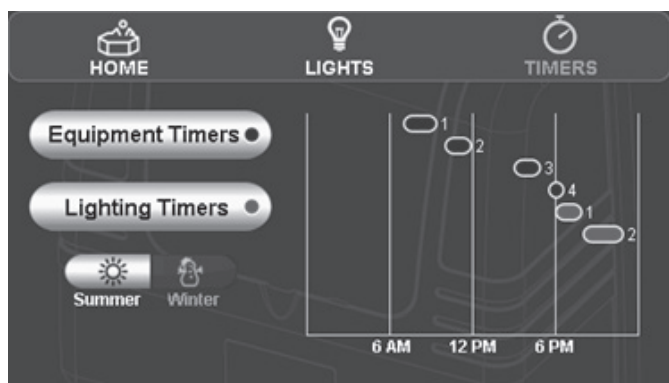 HOME LIGHTS TIMERS
Equipment Timers
Lighting Timers
Summer Winter
1
2
3
4
1
2
6 AM 12 PM 6 PM